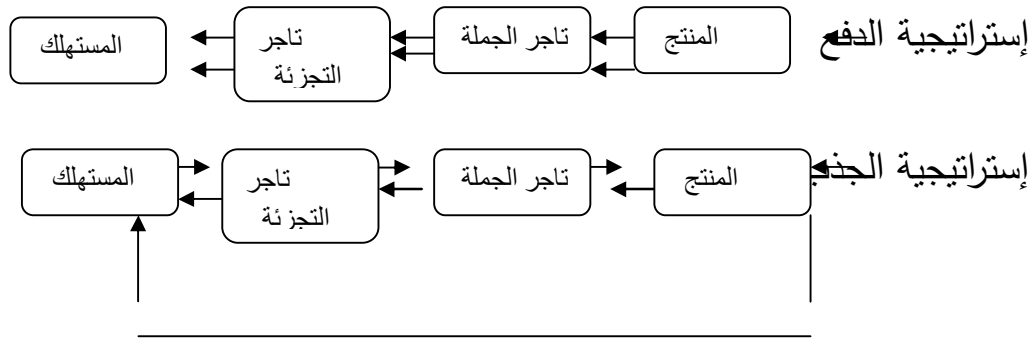 إستراتيجية الدفع
المنتج
تاجر الجملة
تاجر
التجزئة
المستهلك
إستراتيجية الجذب
المنتج
تاجر الجملة
تاجر
التجزئة
المستهلك